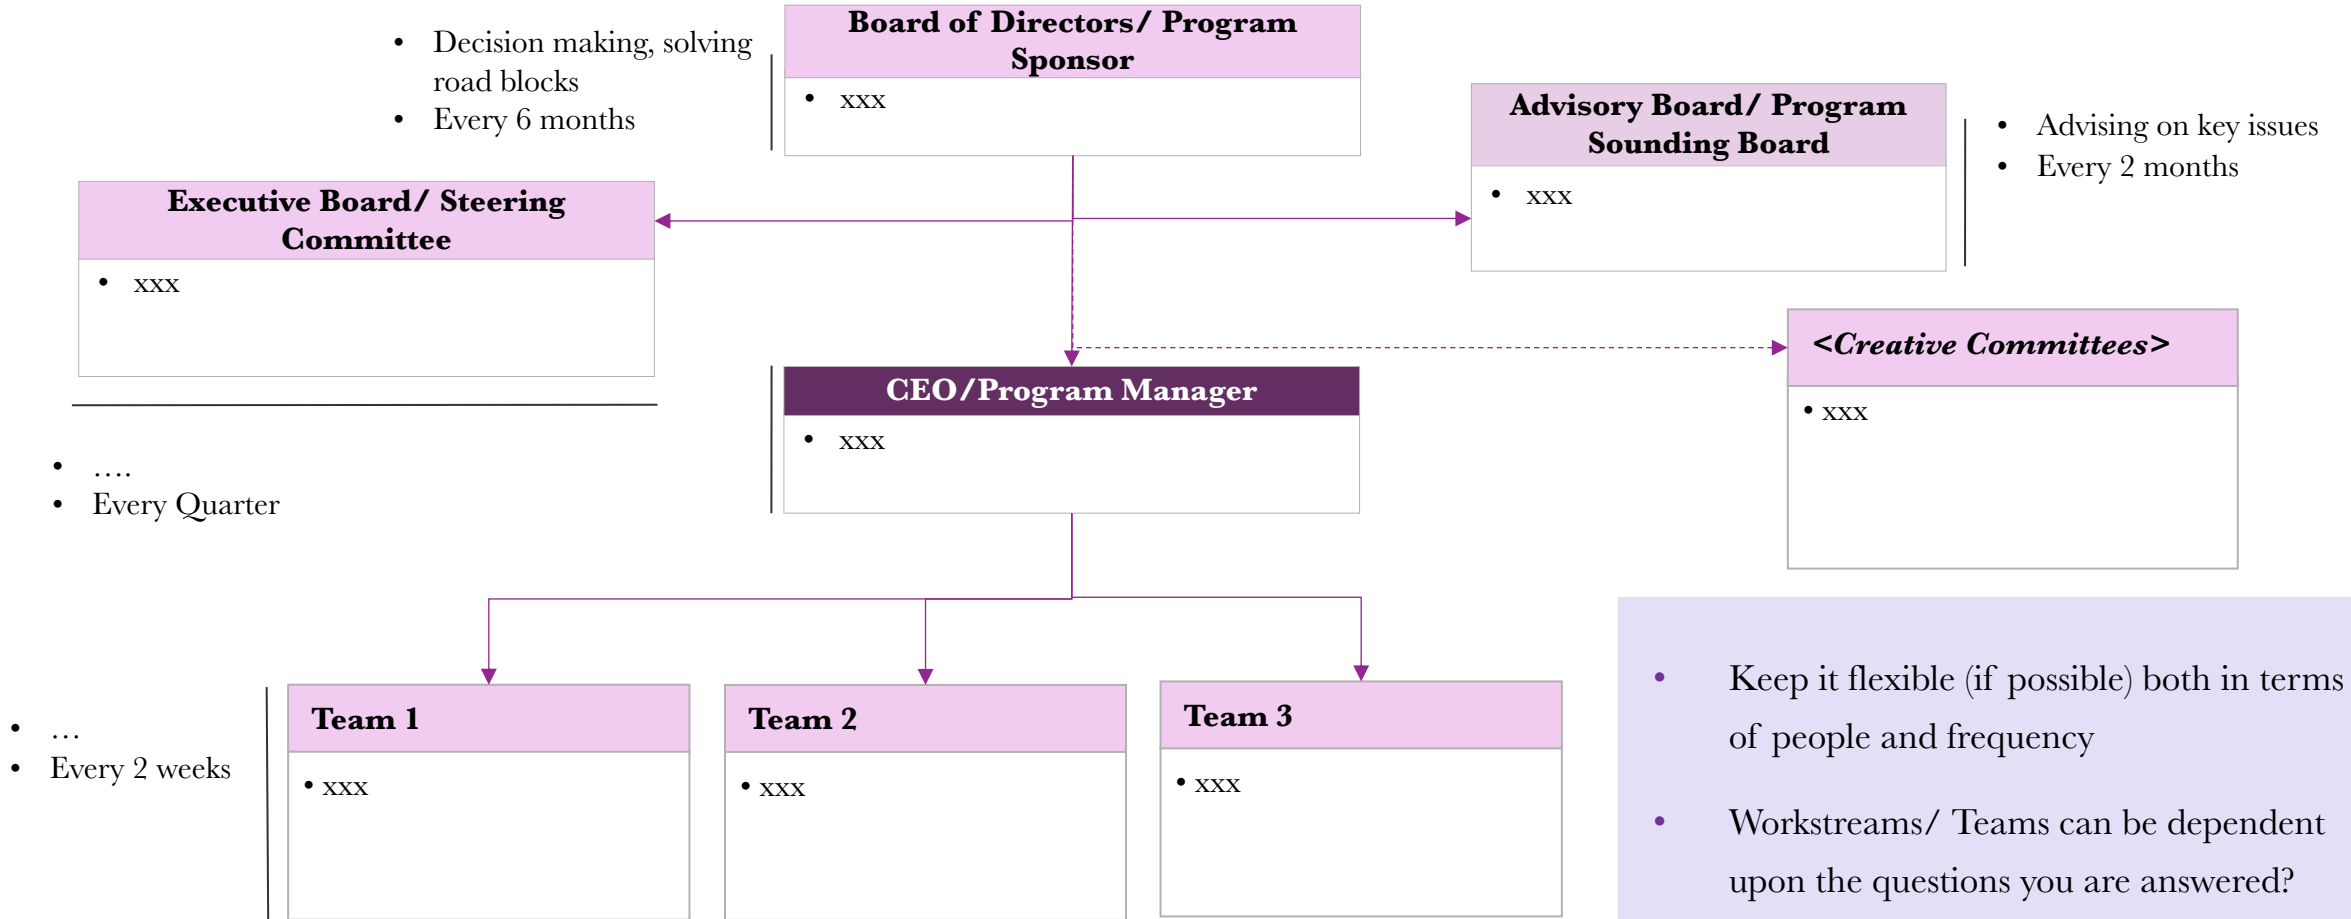 Board of Directors/ Program
Sponsor
• xxx
• Decision making, solving
road blocks
• Every 6 months
Advisory Board/ Program
Sounding Board
• xxx
• Advising on key issues
• Every 2 months
Executive Board/ Steering
Committee
• xxx
• ....
• Every Quarter
<Creative Committees>
• xxx
CEO/Program Manager
• xxx
• ...
• Every 2 weeks
Team 1
• xxx
Team 2
• xxx
Team 3
• xxx
• Keep it flexible (if possible) both in terms
of people and frequency
• Workstreams/ Teams can be dependent
upon the questions you are answered?